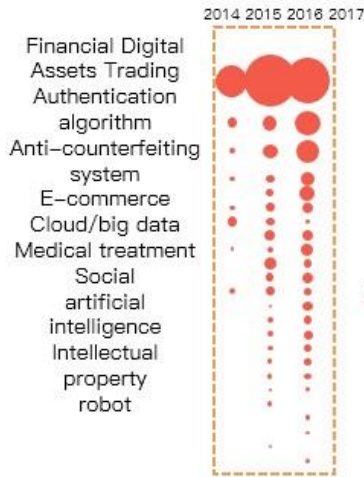 2014 2015 2016 2017
Financial Digital
Assets Trading
Authentication
algorithm
Anti-counterfeiting
system
E-commerce
Cloud/big data
Medical treatment
Social
artificial
intelligence
Intellectual
property
robot